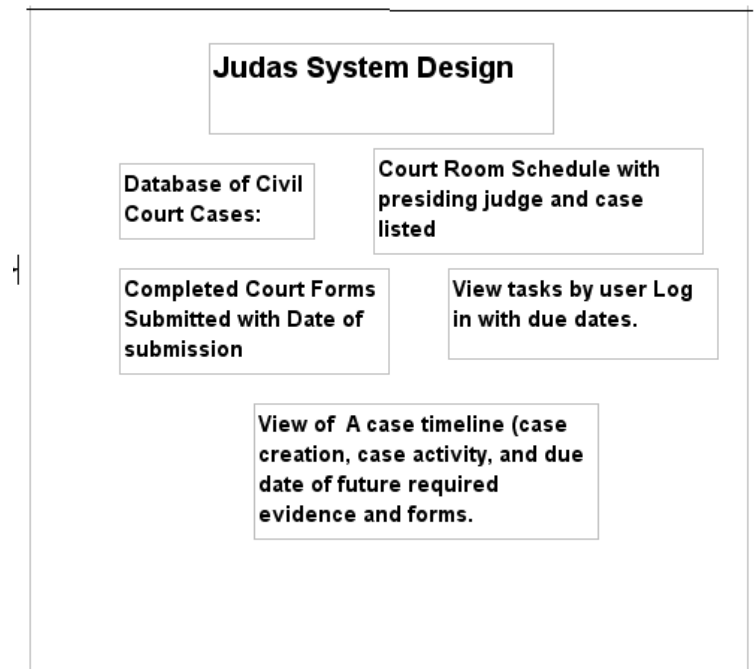 Judas System Design
Database of Civil
Court Cases:
Court Room Schedule with
presiding judge and case
listed
Completed Court Forms
Submitted with Date of
submission
View tasks by user Log
in with due dates.
View of  A case timeline (case
creation, case activity, and due
date of future required
evidence and forms.